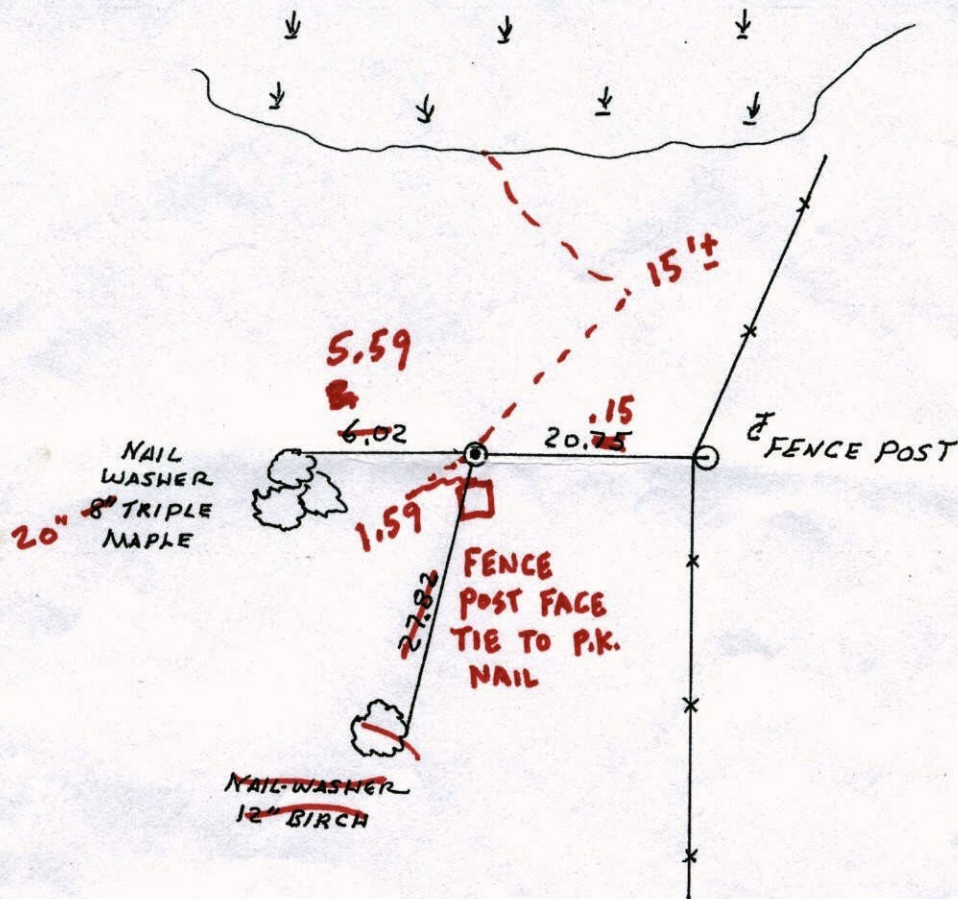 15'±
5.59
6.02
.15
20.75
NAIL
WASHER
20" 8" TRIPLE
MAPLE
FENCE POST
1.59
27.82
FENCE
POST FACE
TIE TO P.K.
NAIL
NAIL-WASHER
12" BIRCH